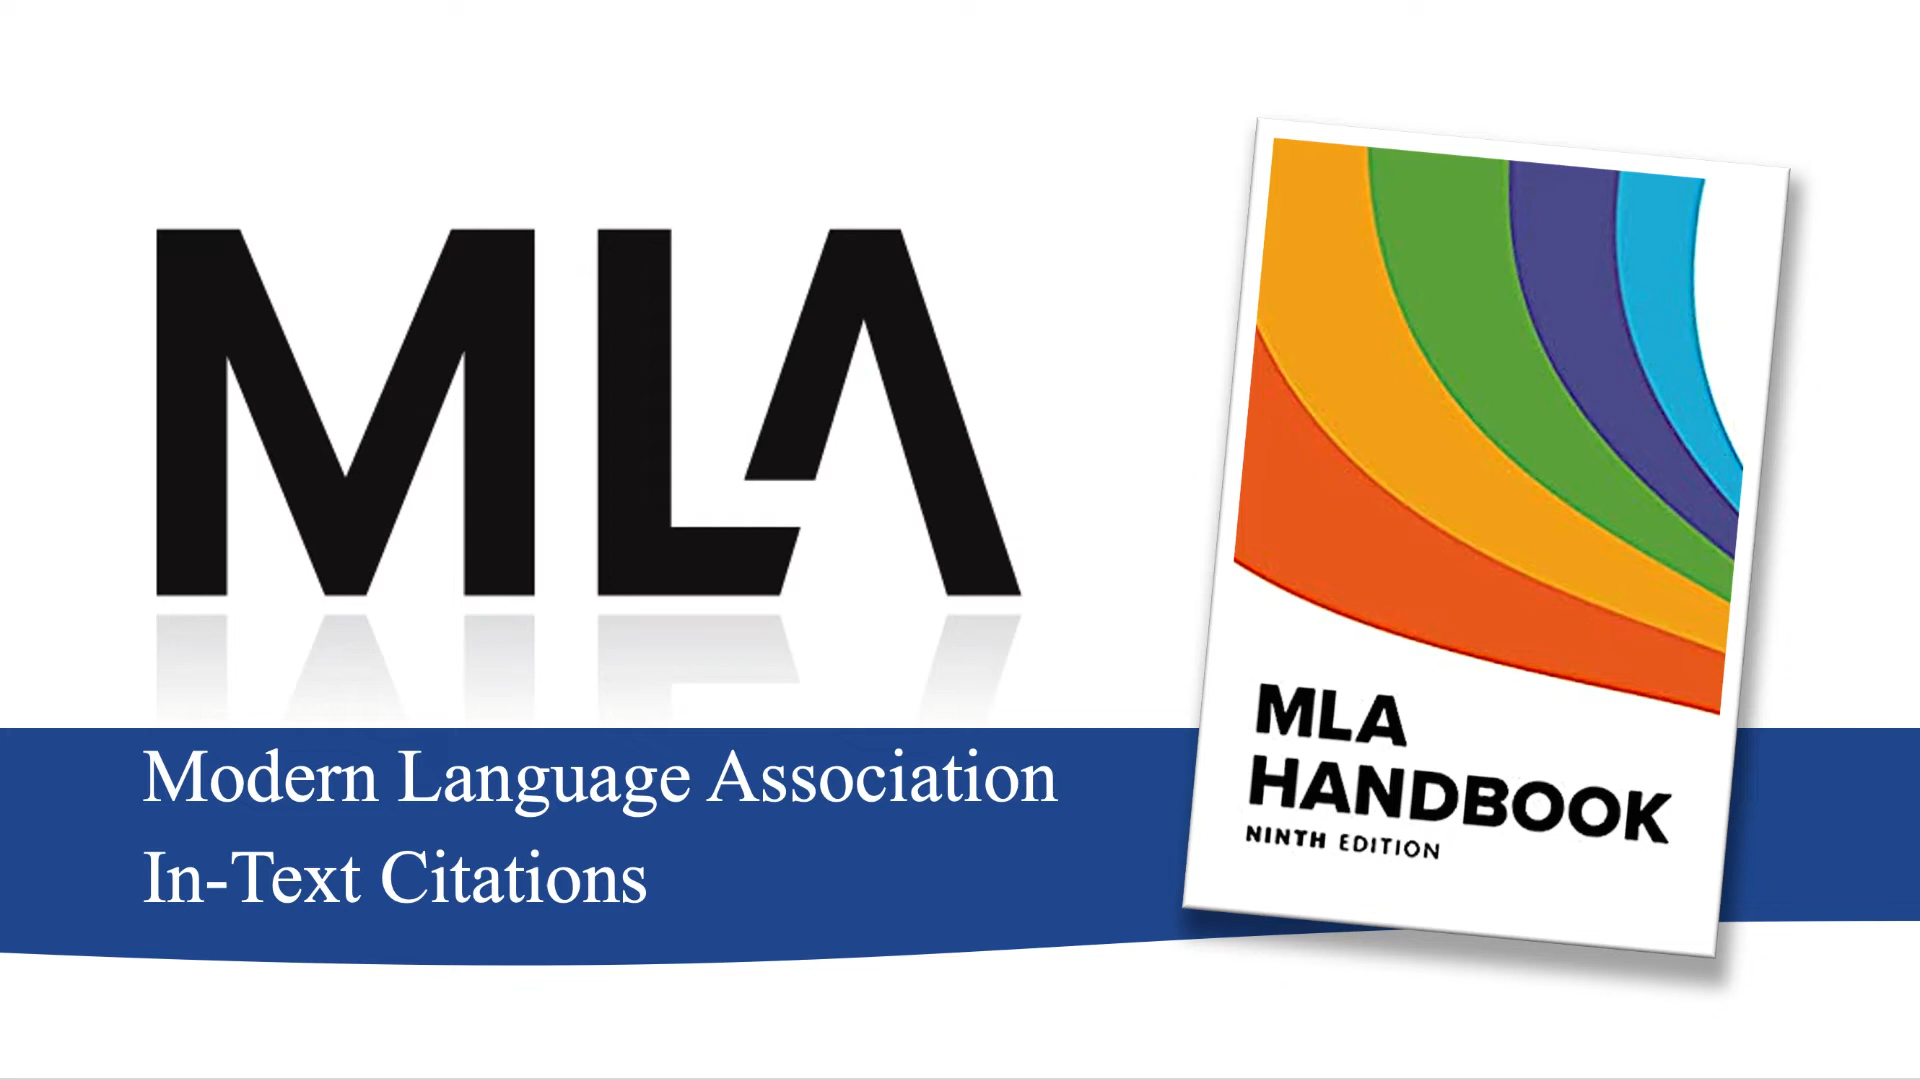 MLA
Modern Language Association
In-Text Citations
MLA
HANDBOOK
NINTH EDITION